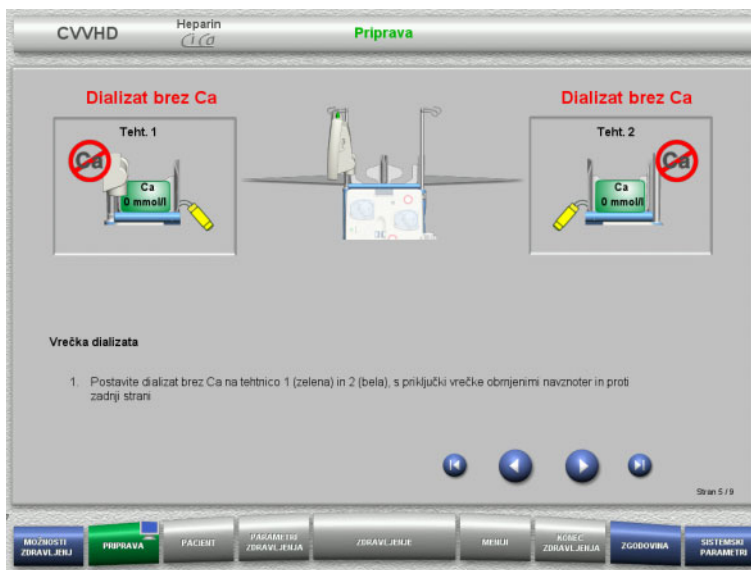 CVVHD
Heparin
Ci Ca
Priprava
Dializat brez Ca
Dializat brez Ca
Teht. 1
Ca
Ca
0 mmol/l
Teht. 2
Ca
Ca
0 mmol/l
Vrečka dializata
1. Postavite dializat brez Ca na tehtnico 1 (zelena) in 2 (bela), s priključki vrečke obrnjenimi navznoter in proti
zadnji strani
Stran 5 / 9
MOŽNOSTI
ZDRAVLJENJ
PRIPRAVA
PACIENT
PARAMETRI
ZDRAVLJENJA
ZDRAVLJENJE
MENIJI
KONEC
ZDRAVLJENJA
ZGODOVINA
SISTEMSKI
PARAMETRI